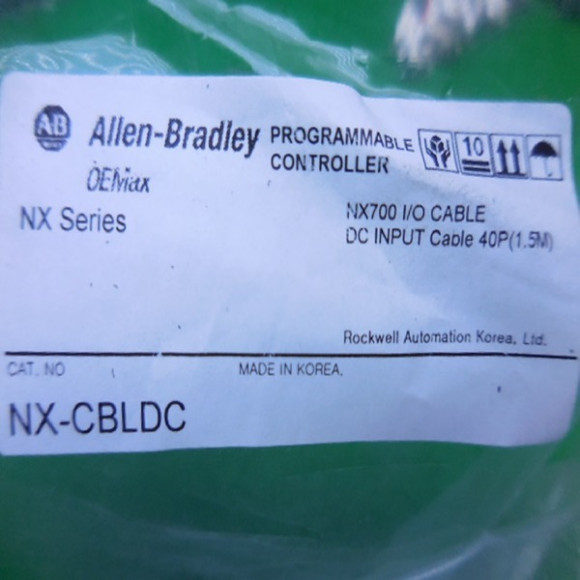 AB Allen-Bradley PROGRAMMABLE CONTROLLER 10
OEMax
NX Series
NX700 I/O CABLE
DC INPUT Cable 40P(1.5M)
Rockwell Automation Korea, Ltd.
CAT. NO MADE IN KOREA.
NX-CBLDC